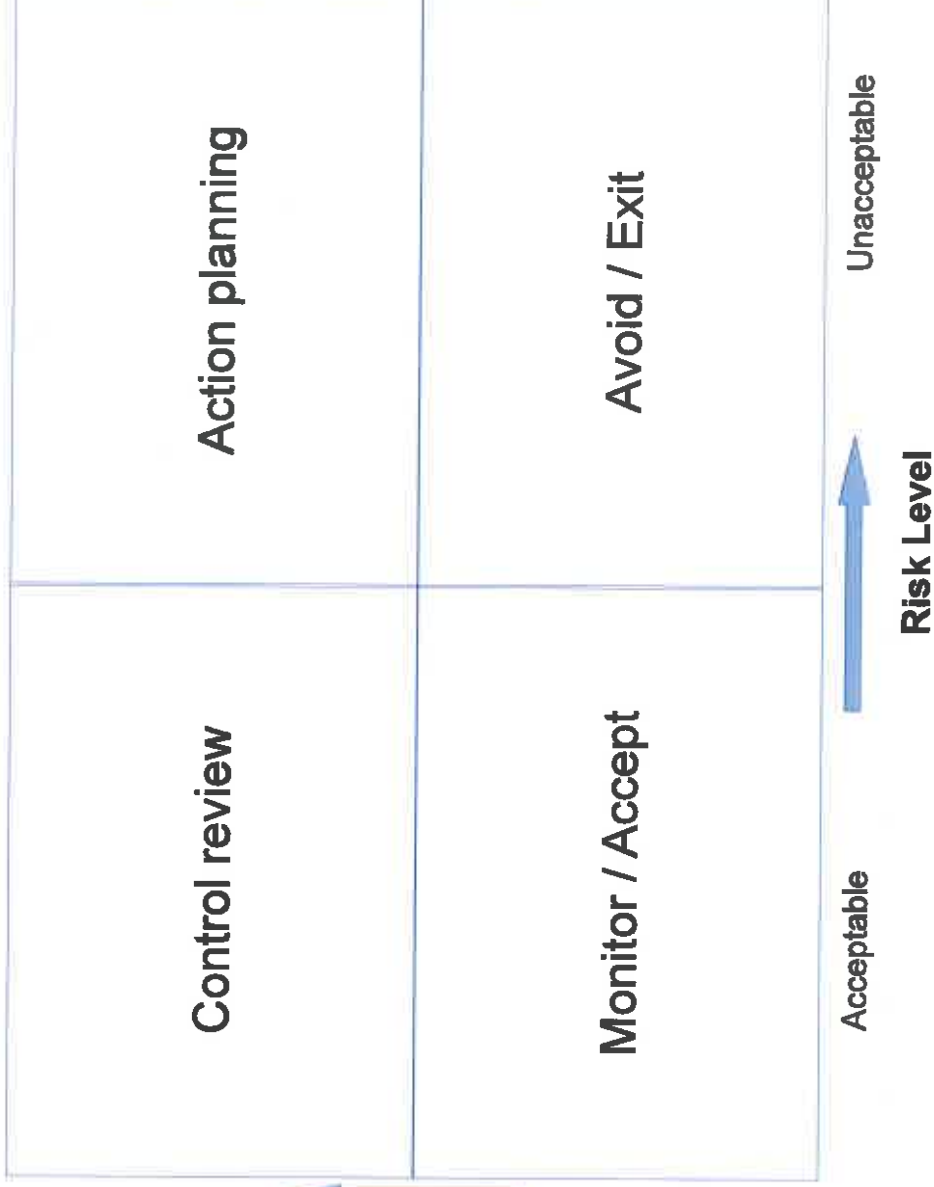 Control review Action planning
Monitor / Accept Avoid / Exit
Acceptable Unacceptable
Risk Level